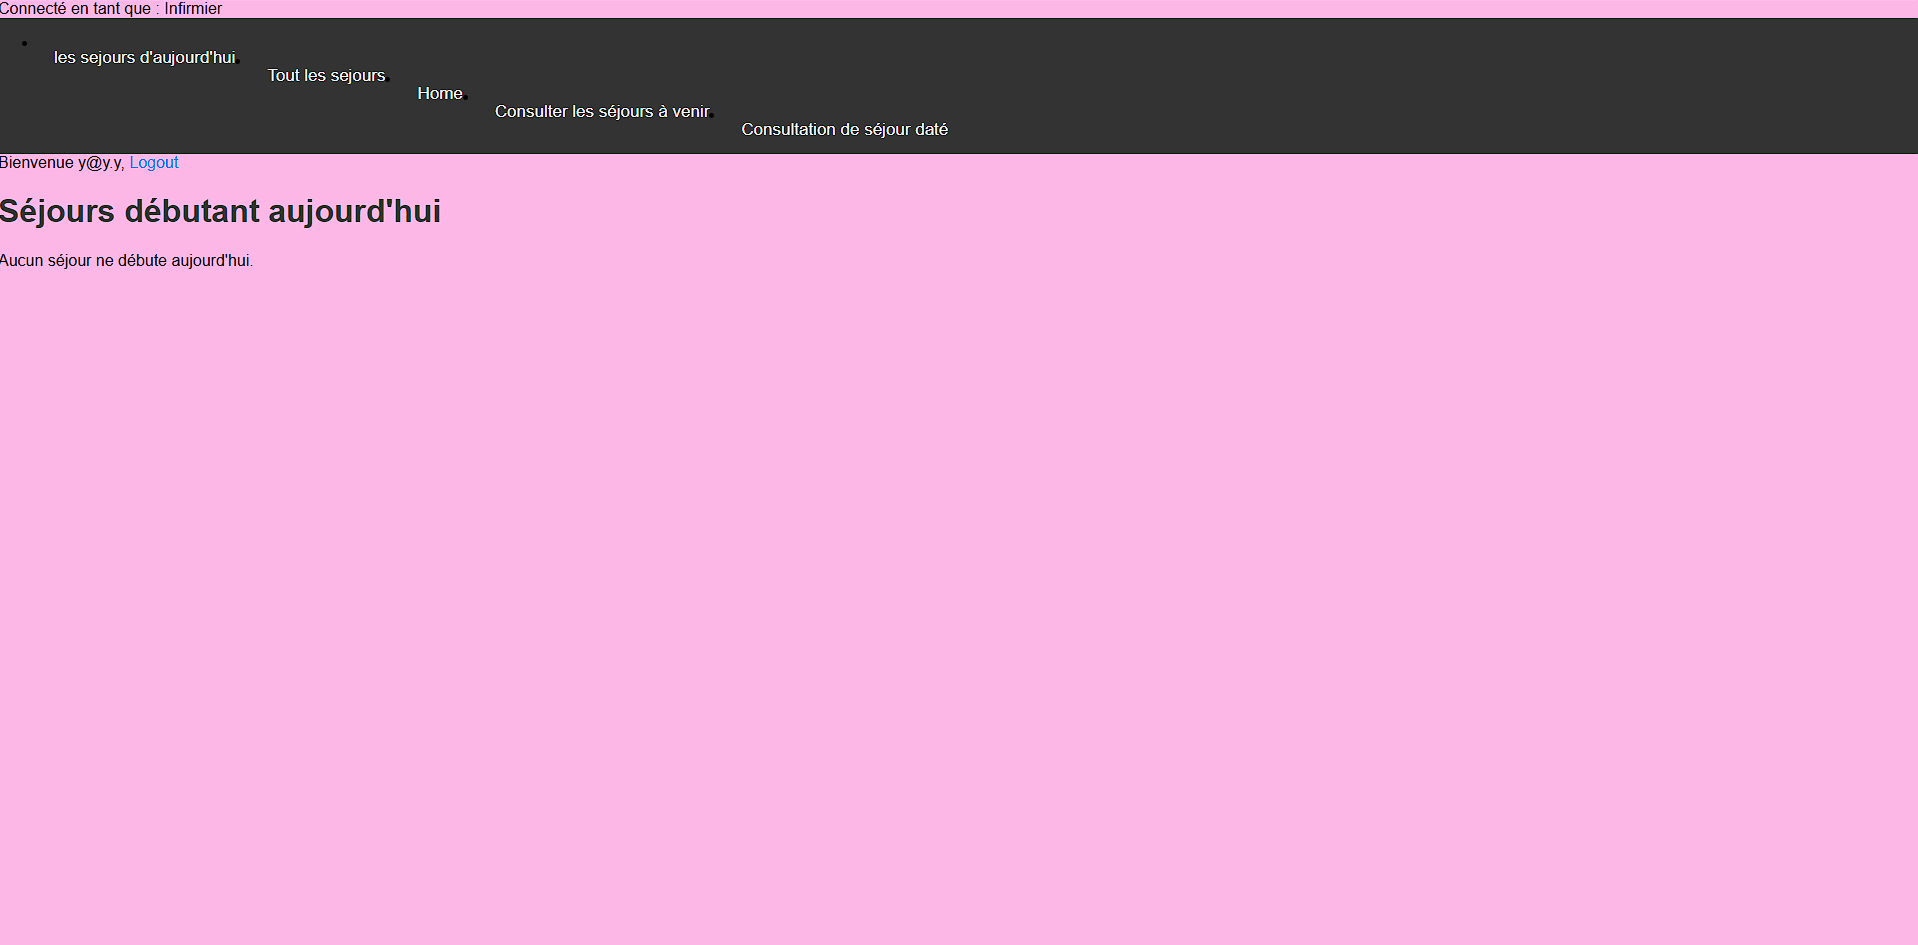 Connecté en tant que : Infirmier
les sejours d'aujourd'hui
Tout les sejours
Home
Consulter les séjours à venir
Consultation de séjour daté
Bienvenue y@y.y, Logout
Séjours débutant aujourd'hui
Aucun séjour ne débute aujourd'hui.